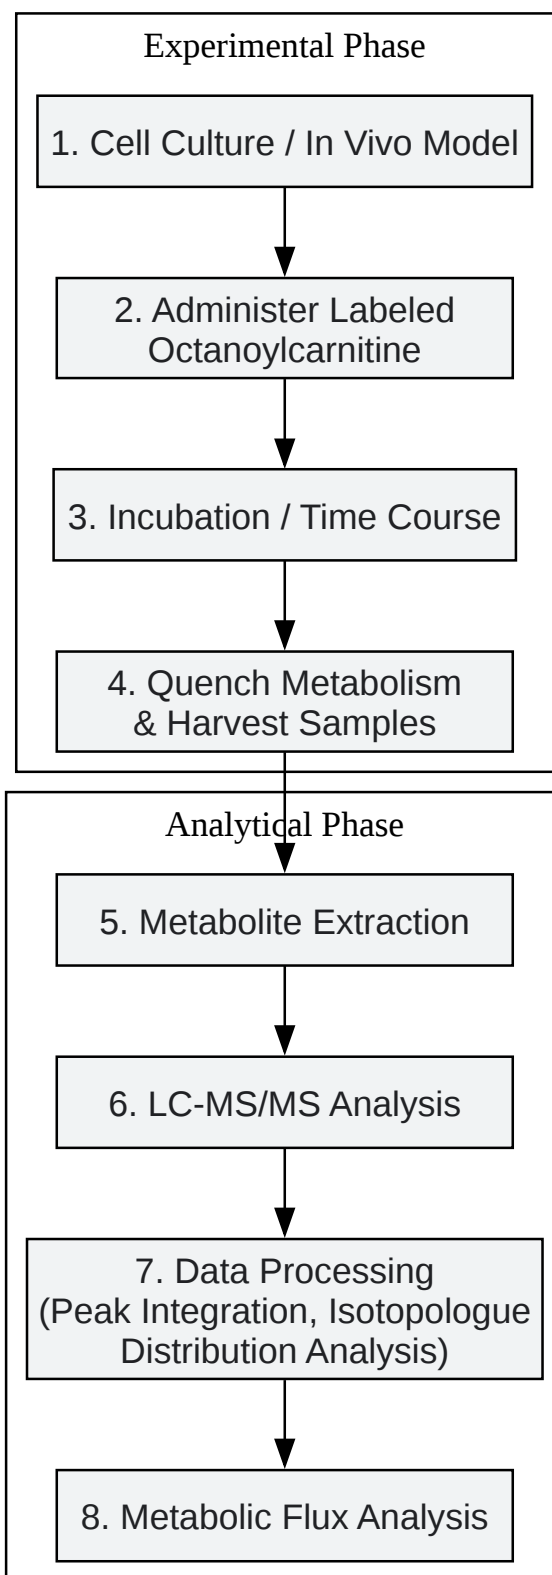 Experimental Phase
1. Cell Culture / In Vivo Model
2. Administer Labeled
Octanoylcarnitine
3. Incubation / Time Course
4. Quench Metabolism
& Harvest Samples
Analytical Phase
5. Metabolite Extraction
6. LC-MS/MS Analysis
7. Data Processing
(Peak Integration, Isotopologue
Distribution Analysis)
8. Metabolic Flux Analysis